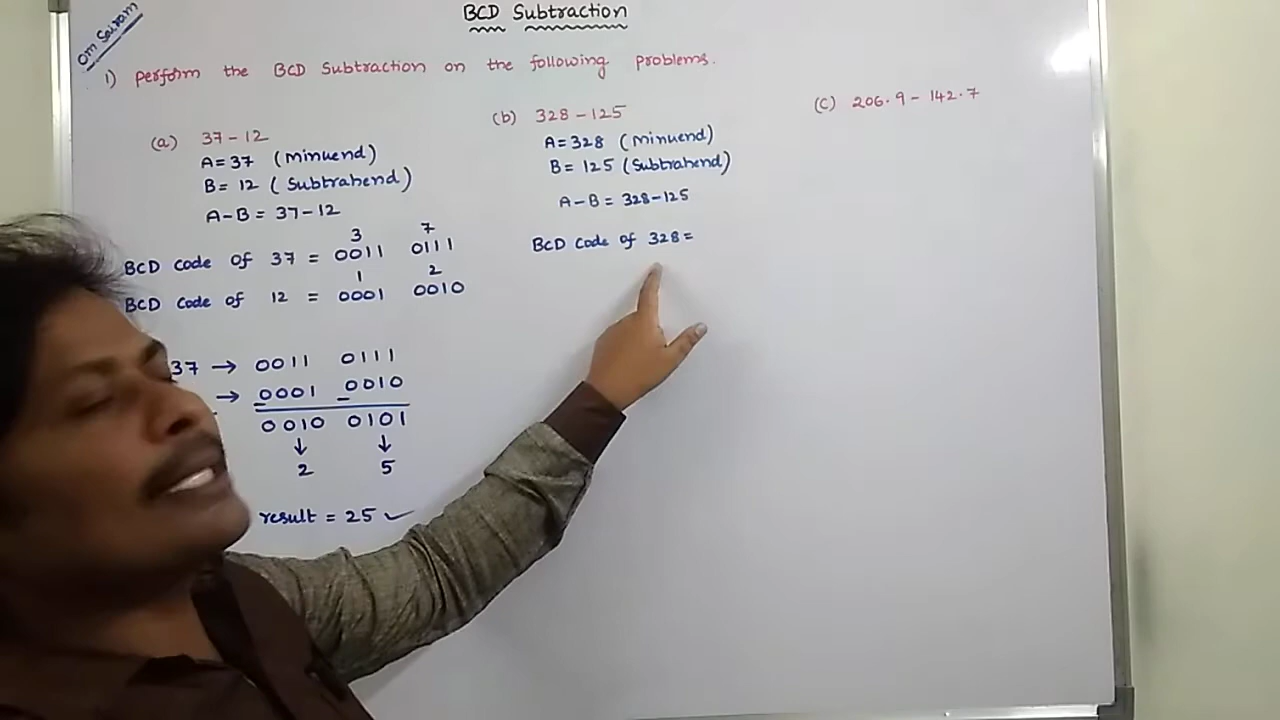 Om Sairam
BCD Subtraction
1) Perform the BCD Subtraction on the following problems.
(a) 37-12
A=37 (Minuend)
B= 12 (Subtrahend)
A-B = 37-12
3 7
BCD Code of 37 = 0011 0111
1 2
BCD Code of 12 = 0001 0010
37 → 0011 0111
→ 0001 0010
0010 0101
↓ ↓
2 5
result = 25 ✓
(b) 328-125
A=328 (Minuend)
B= 125 (Subtrahend)
A-B = 328-125
BCD Code of 328=
(C) 206.9-142.7